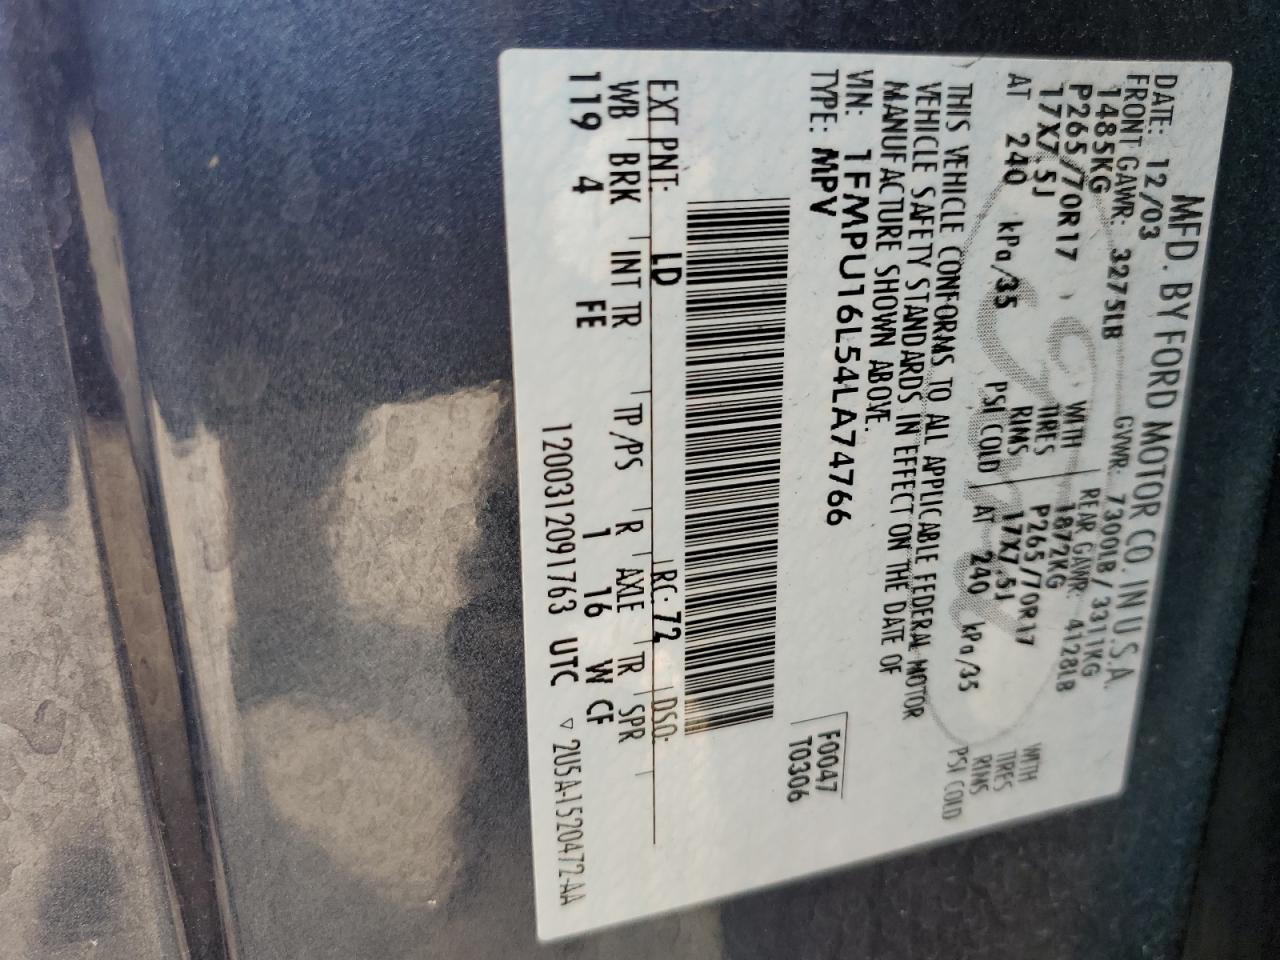 MFD. BY FORD MOTOR CO. IN U.S.A.
DATE: 12/03 GVWR: 7300LB/3311KG
FRONT GAWR: 3275LB REAR GAWR: 4128LB
1485KG WITH 1872KG WITH
P265/70R17 TIRES P265/70R17 TIRES
17X7.5J RIMS 17X7.5J RIMS
AT 240 kPa/35 PSI COLD AT 240 kPa/35 PSI COLD
THIS VEHICLE CONFORMS TO ALL APPLICABLE FEDERAL MOTOR
VEHICLE SAFETY STANDARDS IN EFFECT ON THE DATE OF
MANUFACTURE SHOWN ABOVE.
VIN: 1FMPU16L54LA74766 F0047
TYPE: MPV T0306
EXT PNT: LD RC: 72 DSO:
WB BRK INT TR TP/PS R AXLE TR SPR
119 4 FE 1 16 W CF
120031209 1763 UTC ▽ 2U5A-1520472-AA